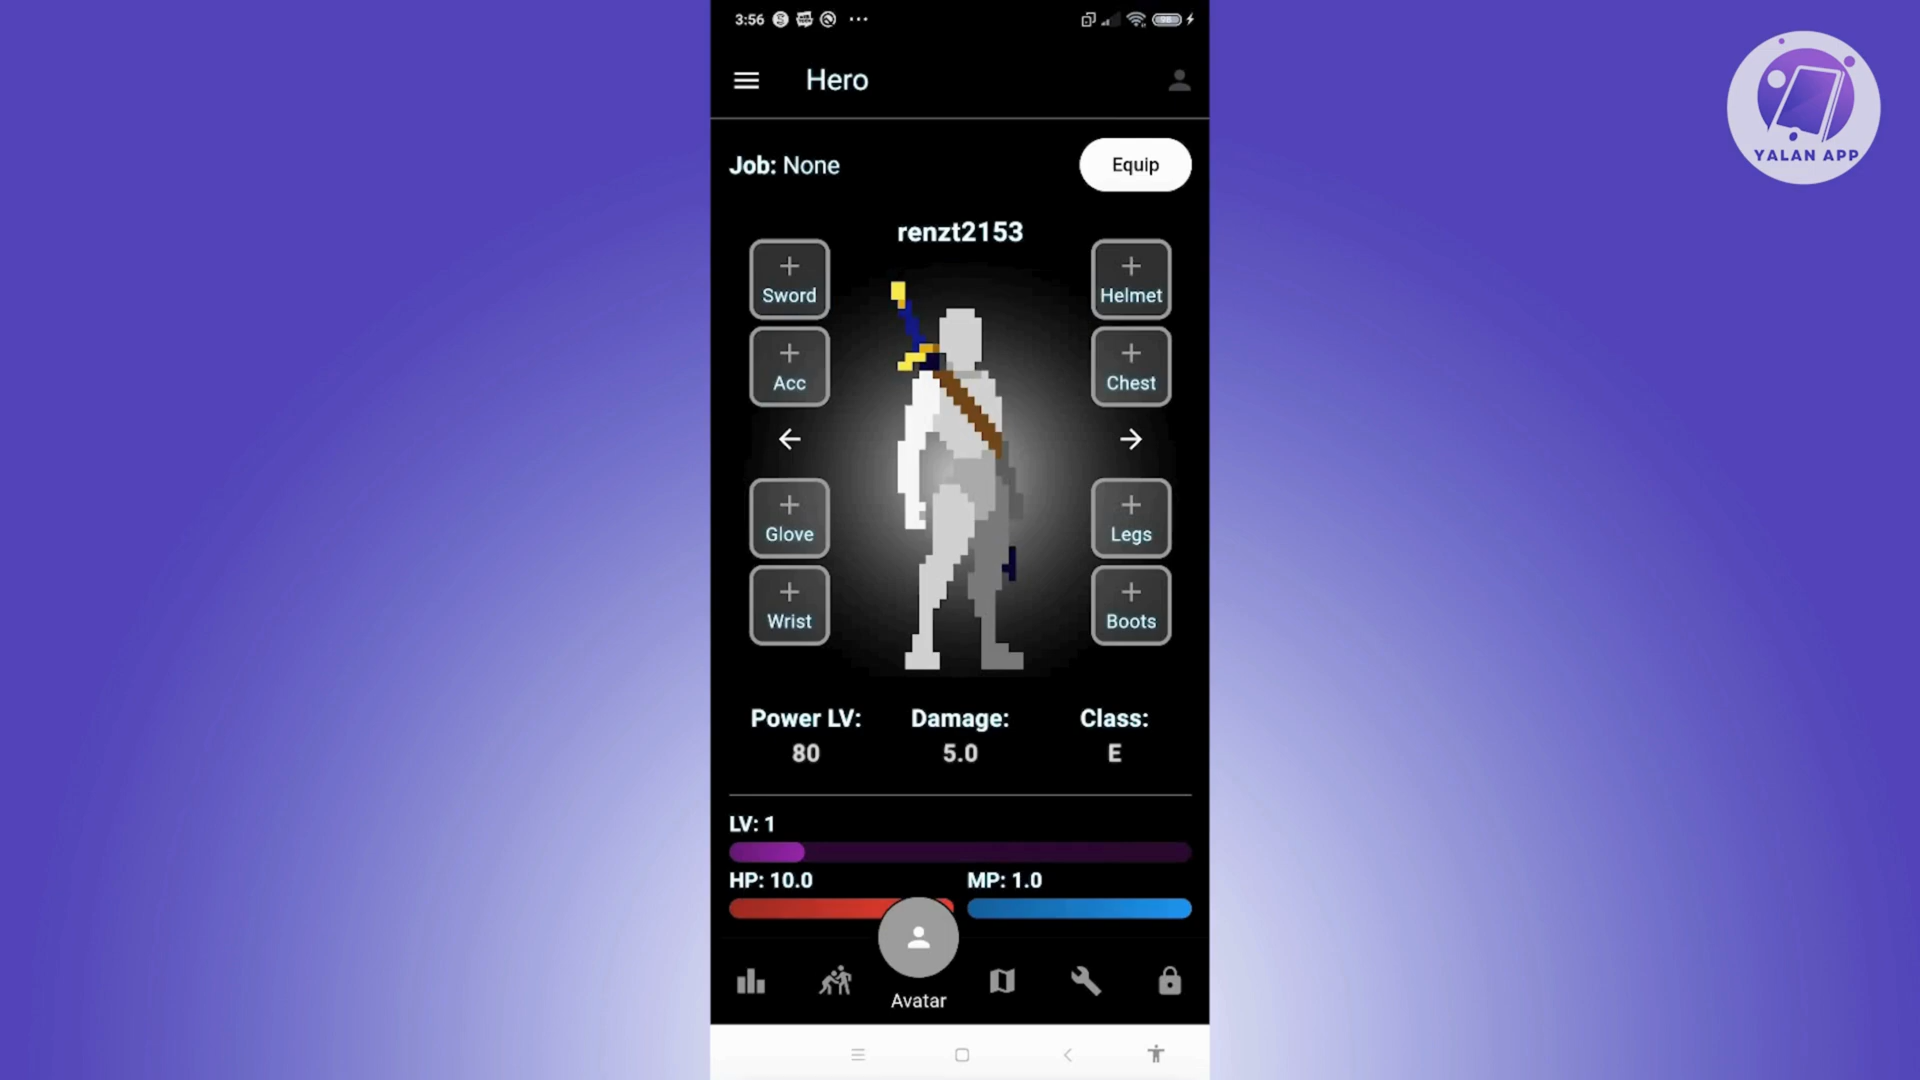 3:56
98
Hero
YALAN APP
Job: None
Equip
renzt2153
Sword
Helmet
Acc
Chest
Glove
Legs
Wrist
Boots
Power LV:
Damage:
Class:
80
5.0
E
LV: 1
HP: 10.0
MP: 1.0
Avatar